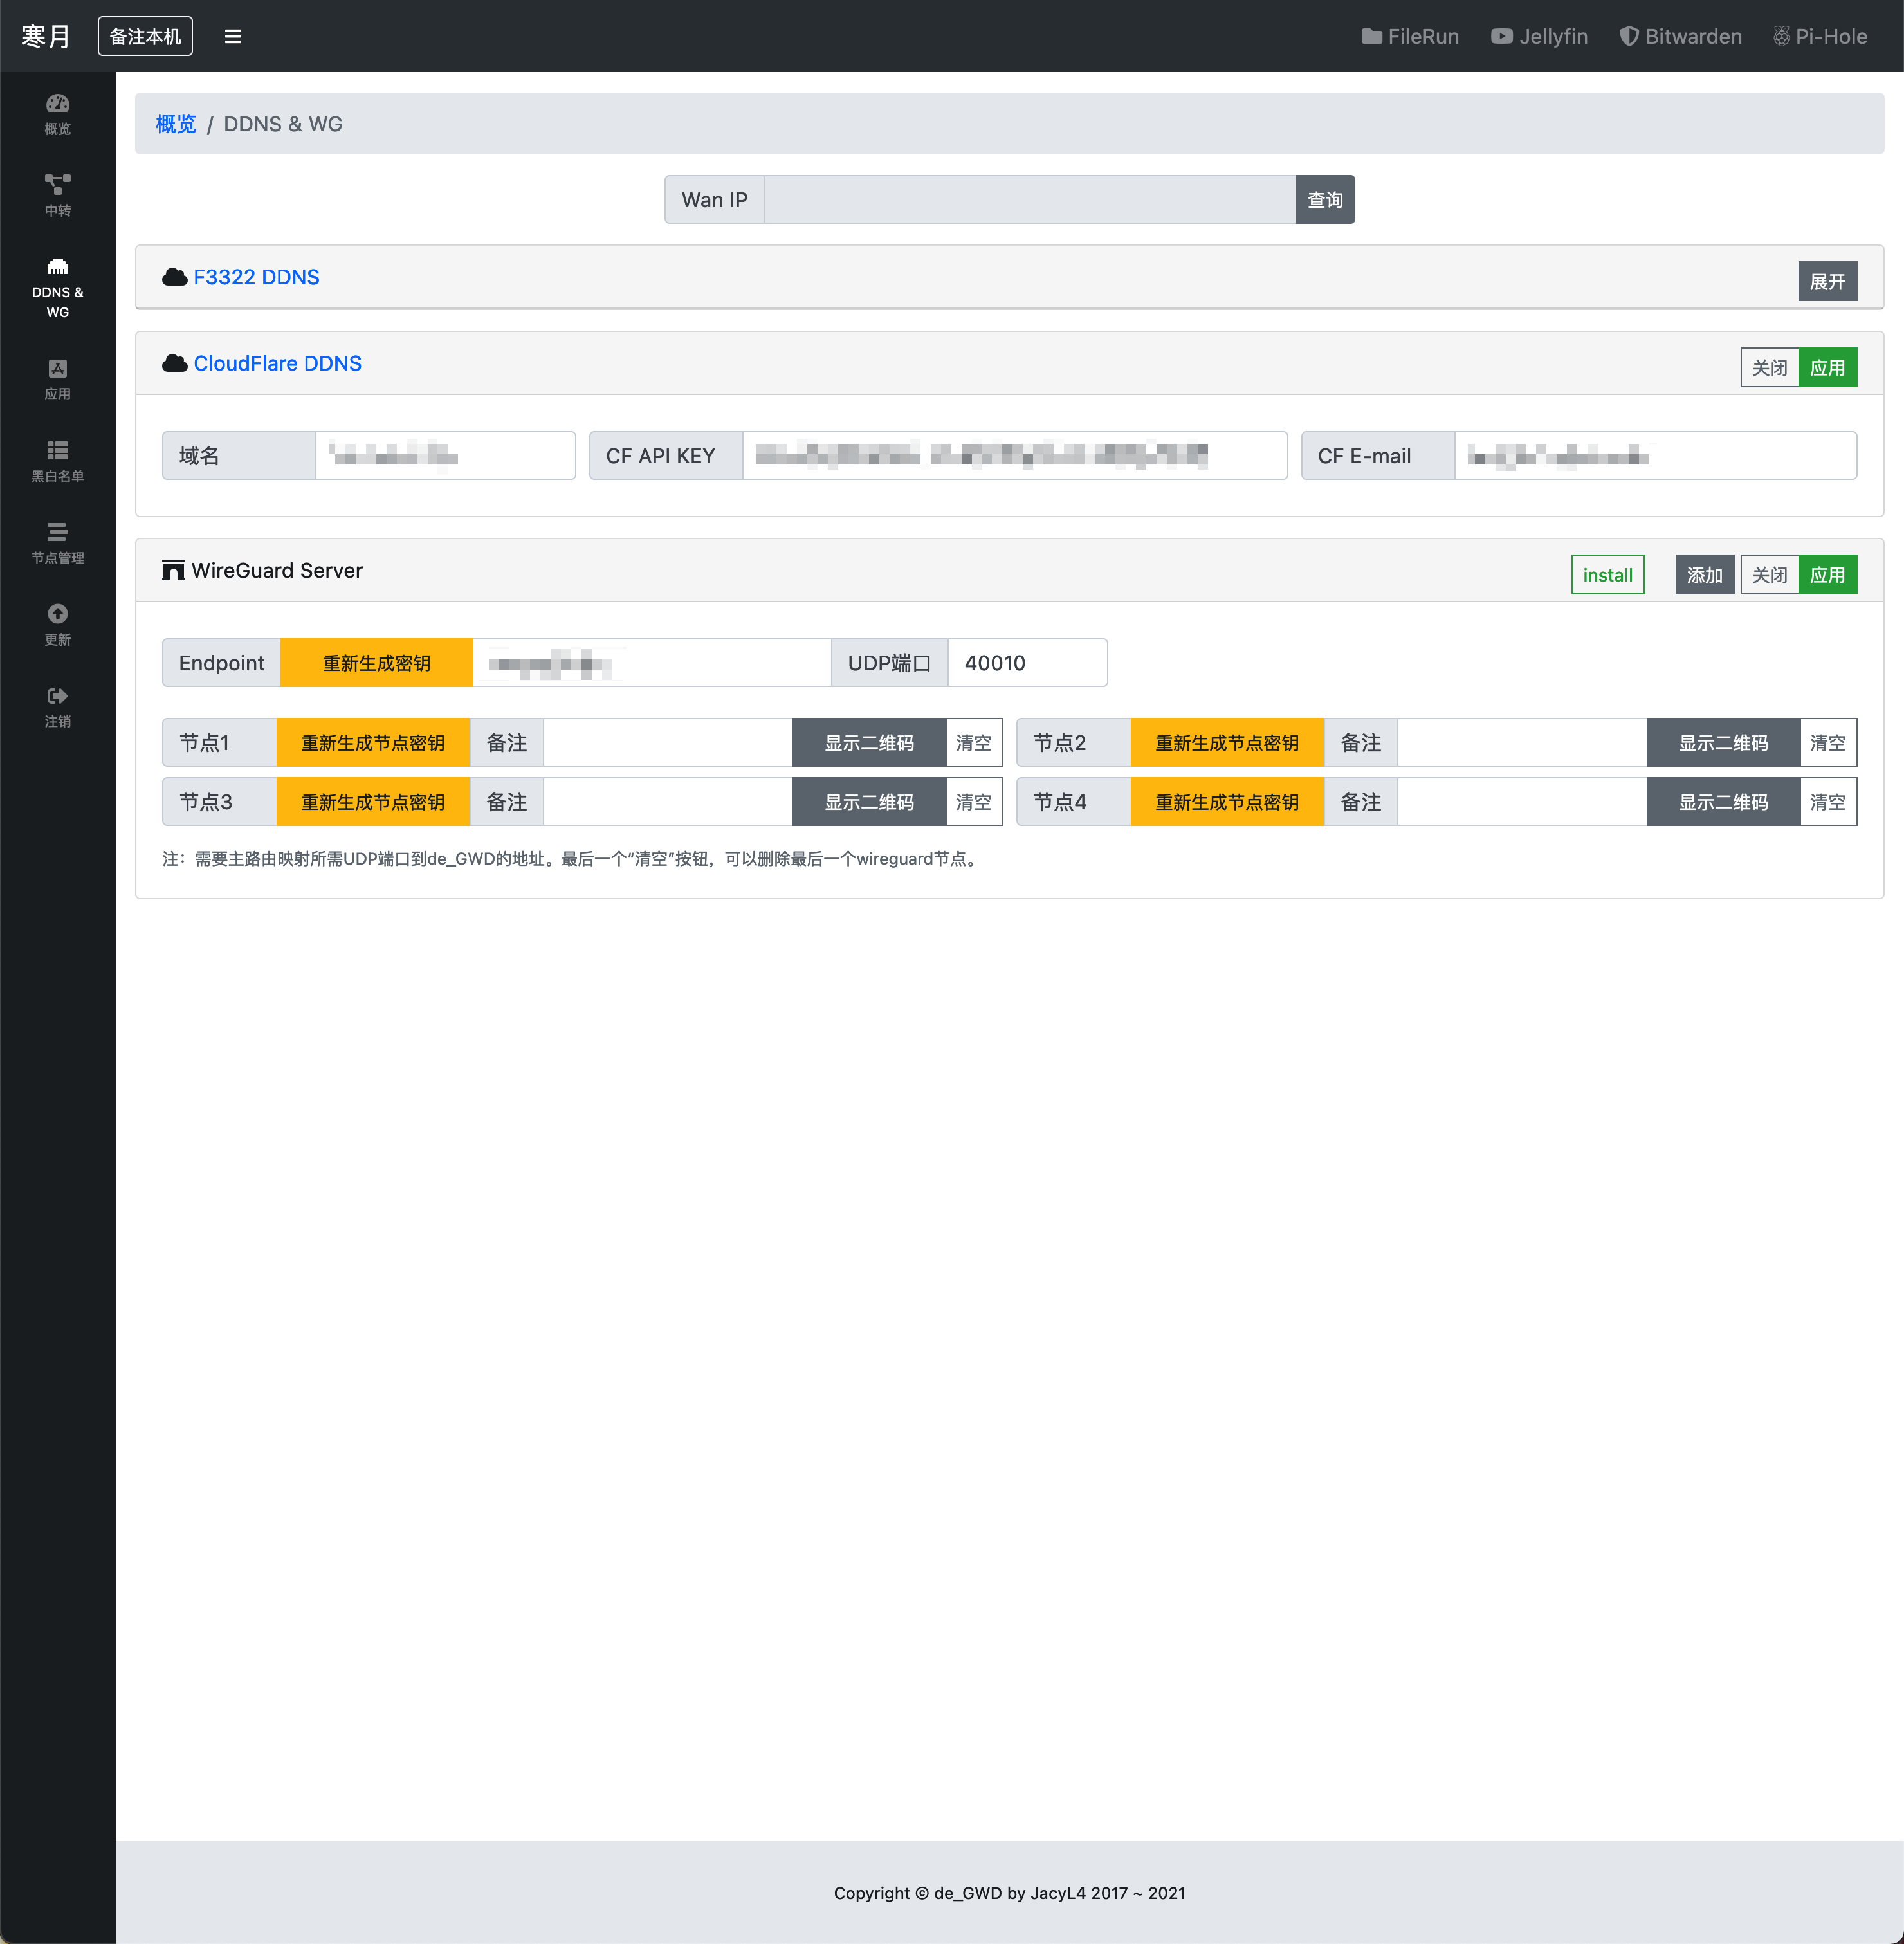 寒月 备注本机 FileRun Jellyfin Bitwarden Pi-Hole
概览
中转
DDNS &
WG
应用
黑白名单
节点管理
更新
注销
概览 / DDNS & WG
Wan IP 查询
F3322 DDNS 展开
CloudFlare DDNS 关闭 应用
域名 CF API KEY CF E-mail
WireGuard Server install 添加 关闭 应用
Endpoint 重新生成密钥 UDP端口 40010
节点1 重新生成节点密钥 备注 显示二维码 清空 节点2 重新生成节点密钥 备注 显示二维码 清空
节点3 重新生成节点密钥 备注 显示二维码 清空 节点4 重新生成节点密钥 备注 显示二维码 清空
注：需要主路由映射所需UDP端口到de_GWD的地址。最后一个“清空”按钮，可以删除最后一个wireguard节点。
Copyright © de_GWD by JacyL4 2017 ~ 2021